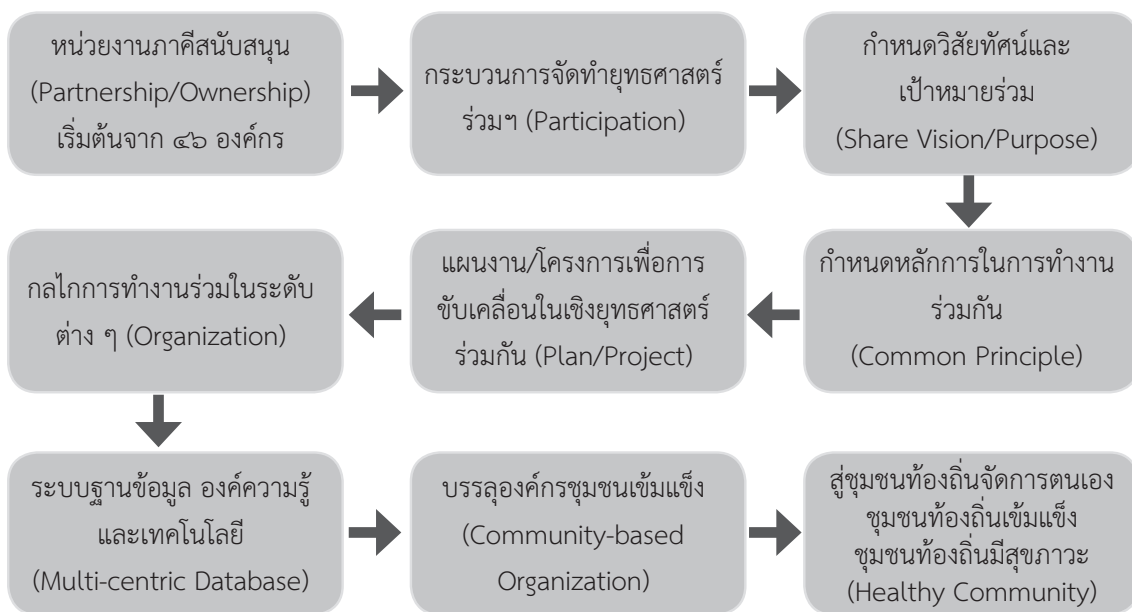 หน่วยงานภาคีสนับสนุน
(Partnership/Ownership)
เริ่มต้นจาก ๔๖ องค์กร
กระบวนการจัดทำยุทธศาสตร์
ร่วมฯ (Participation)
กำหนดวิสัยทัศน์และ
เป้าหมายร่วม
(Share Vision/Purpose)
กำหนดหลักการในการทำงาน
ร่วมกัน
(Common Principle)
แผนงาน/โครงการเพื่อการ
ขับเคลื่อนในเชิงยุทธศาสตร์
ร่วมกัน (Plan/Project)
กลไกการทำงานร่วมในระดับ
ต่าง ๆ (Organization)
ระบบฐานข้อมูล องค์ความรู้
และเทคโนโลยี
(Multi-centric Database)
บรรลุองค์กรชุมชนเข้มแข็ง
(Community-based
Organization)
สู่ชุมชนท้องถิ่นจัดการตนเอง
ชุมชนท้องถิ่นเข้มแข็ง
ชุมชนท้องถิ่นมีสุขภาวะ
(Healthy Community)